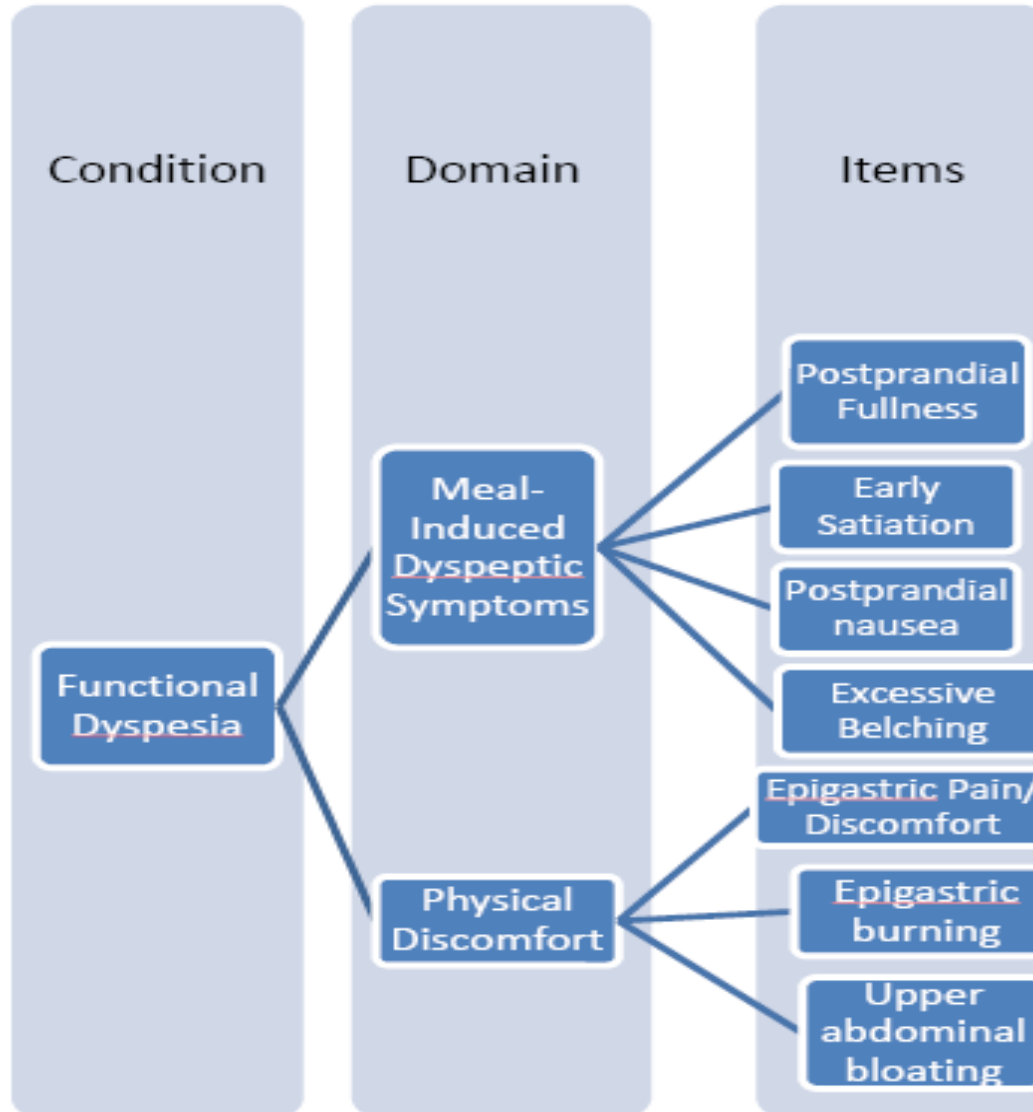 Condition
Domain
Items
Functional
Dyspesia
Meal-
Induced
Dyspeptic
Symptoms
Physical
Discomfort
Postprandial
Fullness
Early
Satiation
Postprandial
nausea
Excessive
Belching
Epigastric Pain/
Discomfort
Epigastric
burning
Upper
abdominal
bloating